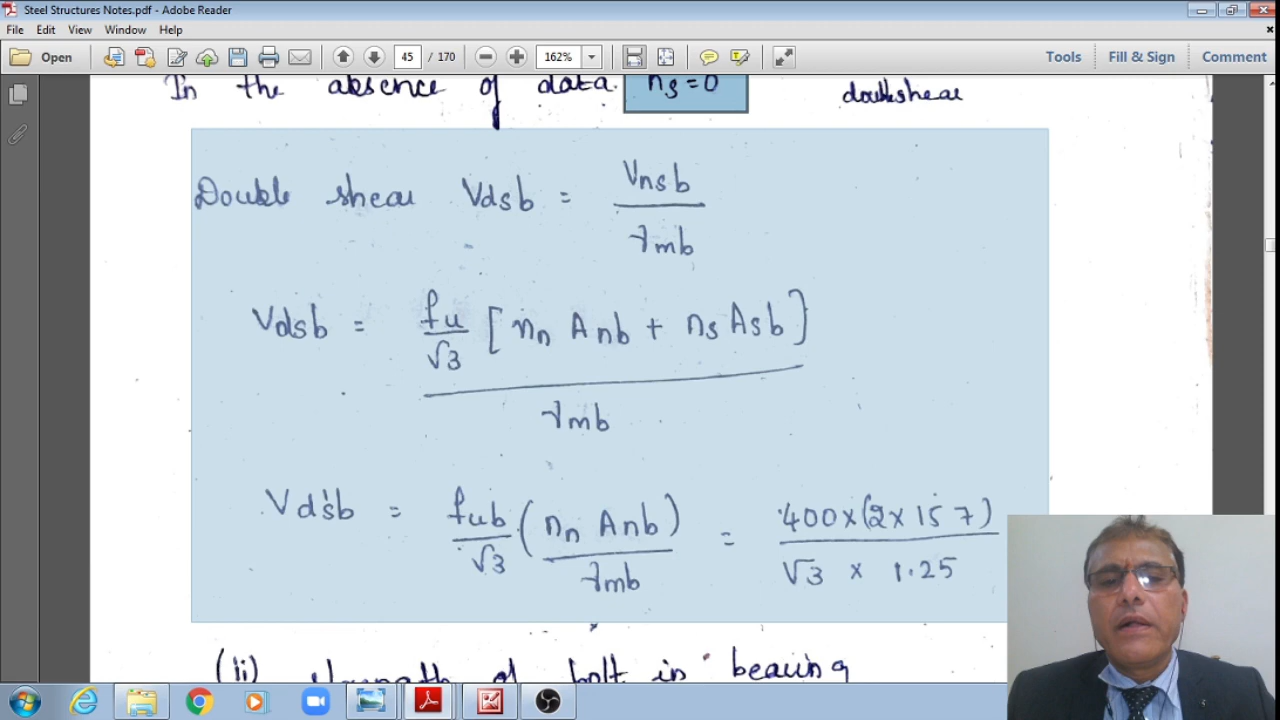 Steel Structures Notes.pdf - Adobe Reader
File Edit View Window Help
Open 45 / 170 162% Tools Fill & Sign Comment
In the absence of data. ns = 0 double shear
Double shear Vdsb = Vnsb / γmb
Vdsb = fu/√3 [nn Anb + ns Asb] / γmb
Vdsb = fub/√3 (nn Anb) / γmb = 400×(2×157) / √3 × 1.25
(ii) strength of bolt in bearing